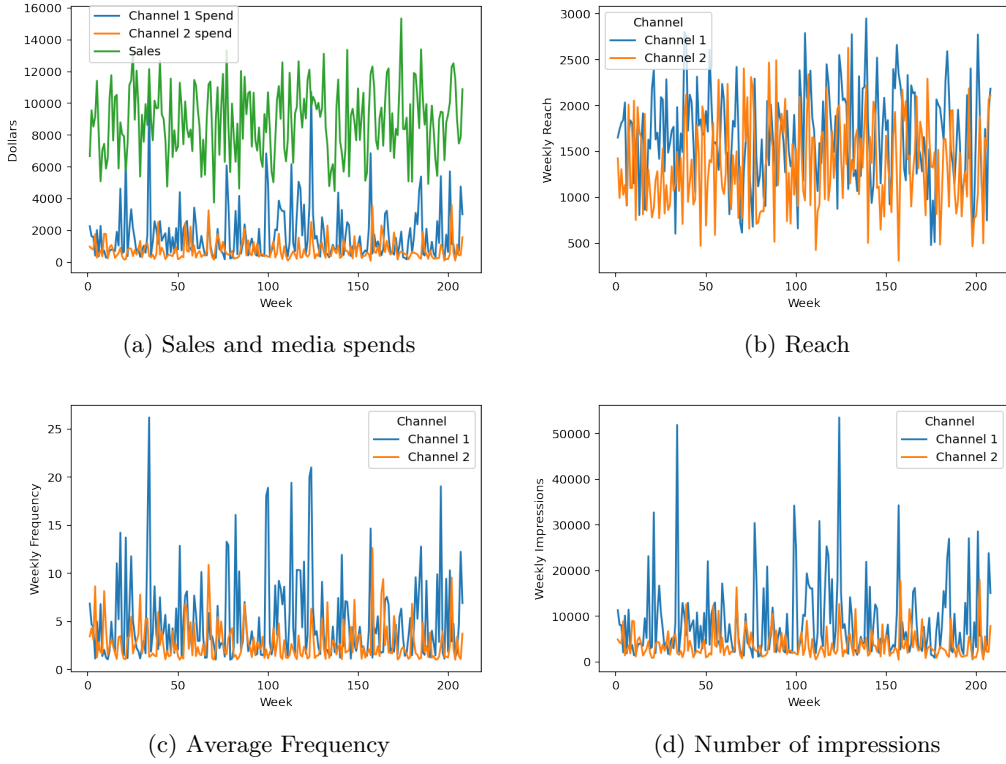 16000
14000
12000
10000
8000
6000
4000
2000
0
Dollars
Channel 1 Spend
Channel 2 spend
Sales
0 50 100 150 200
Week
(a) Sales and media spends
3000
2500
2000
1500
1000
500
Weekly Reach
Channel
Channel 1
Channel 2
0 50 100 150 200
Week
(b) Reach
25
20
15
10
5
0
Weekly Frequency
Channel
Channel 1
Channel 2
0 50 100 150 200
Week
(c) Average Frequency
50000
40000
30000
20000
10000
0
Weekly Impressions
Channel
Channel 1
Channel 2
0 50 100 150 200
Week
(d) Number of impressions